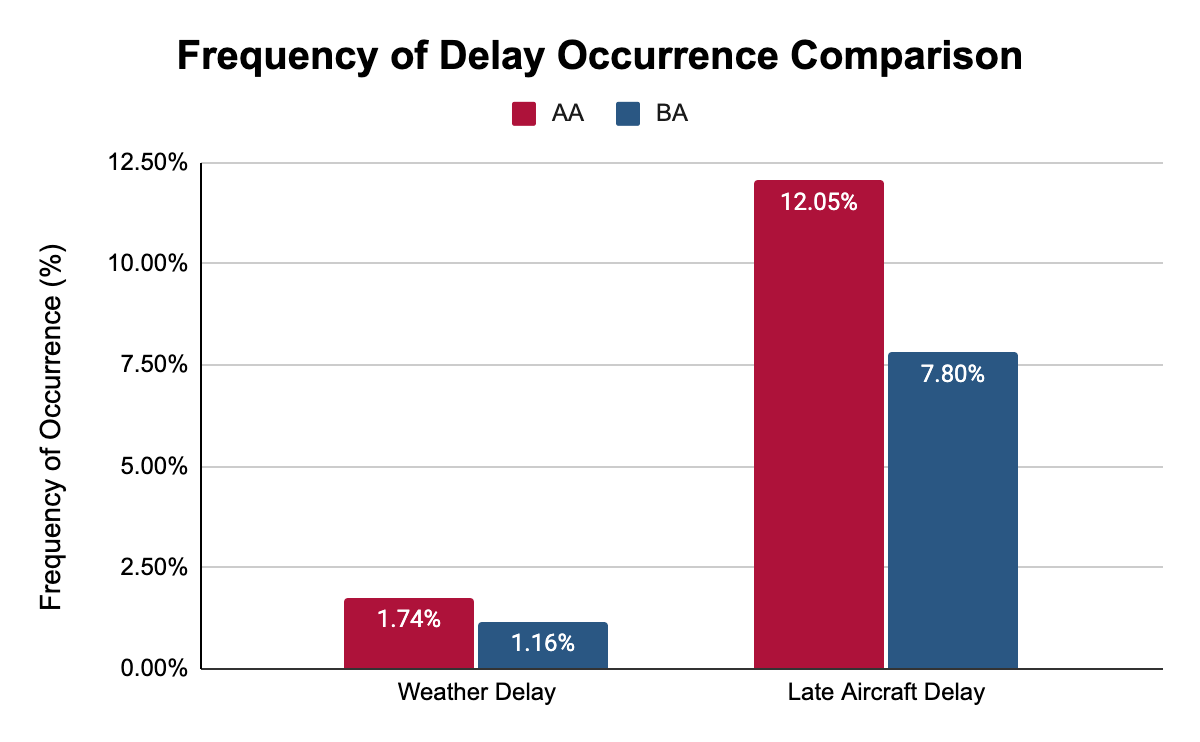 Frequency of Delay Occurrence Comparison
AA BA
Frequency of Occurrence (%)
12.50%
10.00%
7.50%
5.00%
2.50%
0.00%
1.74%
1.16%
12.05%
7.80%
Weather Delay
Late Aircraft Delay